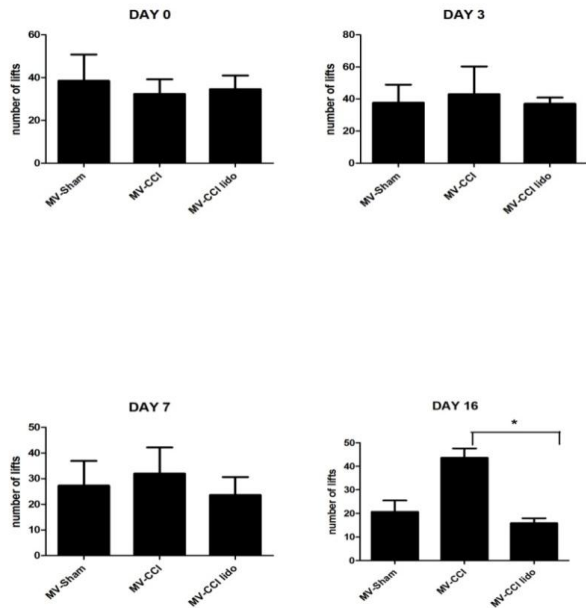 DAY 0
number of lifts
60
40
20
0
MV-Sham
MV-CCI
MV-CCI lido
DAY 3
number of lifts
80
60
40
20
0
MV-Sham
MV-CCI
MV-CCI lido
DAY 7
number of lifts
50
40
30
20
10
0
MV-Sham
MV-CCI
MV-CCI lido
DAY 16
*
number of lifts
50
40
30
20
10
0
MV-Sham
MV-CCI
MV-CCI lido